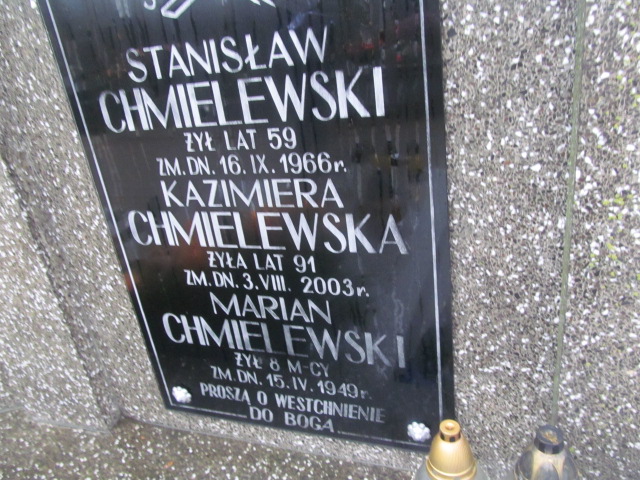 STANISŁAW
CHMIELEWSKI
ŻYŁ LAT 59
ZM. DN. 16. IX. 1966 r.
KAZIMIERA
CHMIELEWSKA
ŻYŁA LAT 91
ZM. DN. 3. VIII. 2003 r.
MARIAN
CHMIELEWSKI
ŻYŁ 8 M-CY
ZM. DN. 15. IV. 1949 r.
PROSZĄ O WESTCHNIENIE
DO BOGA